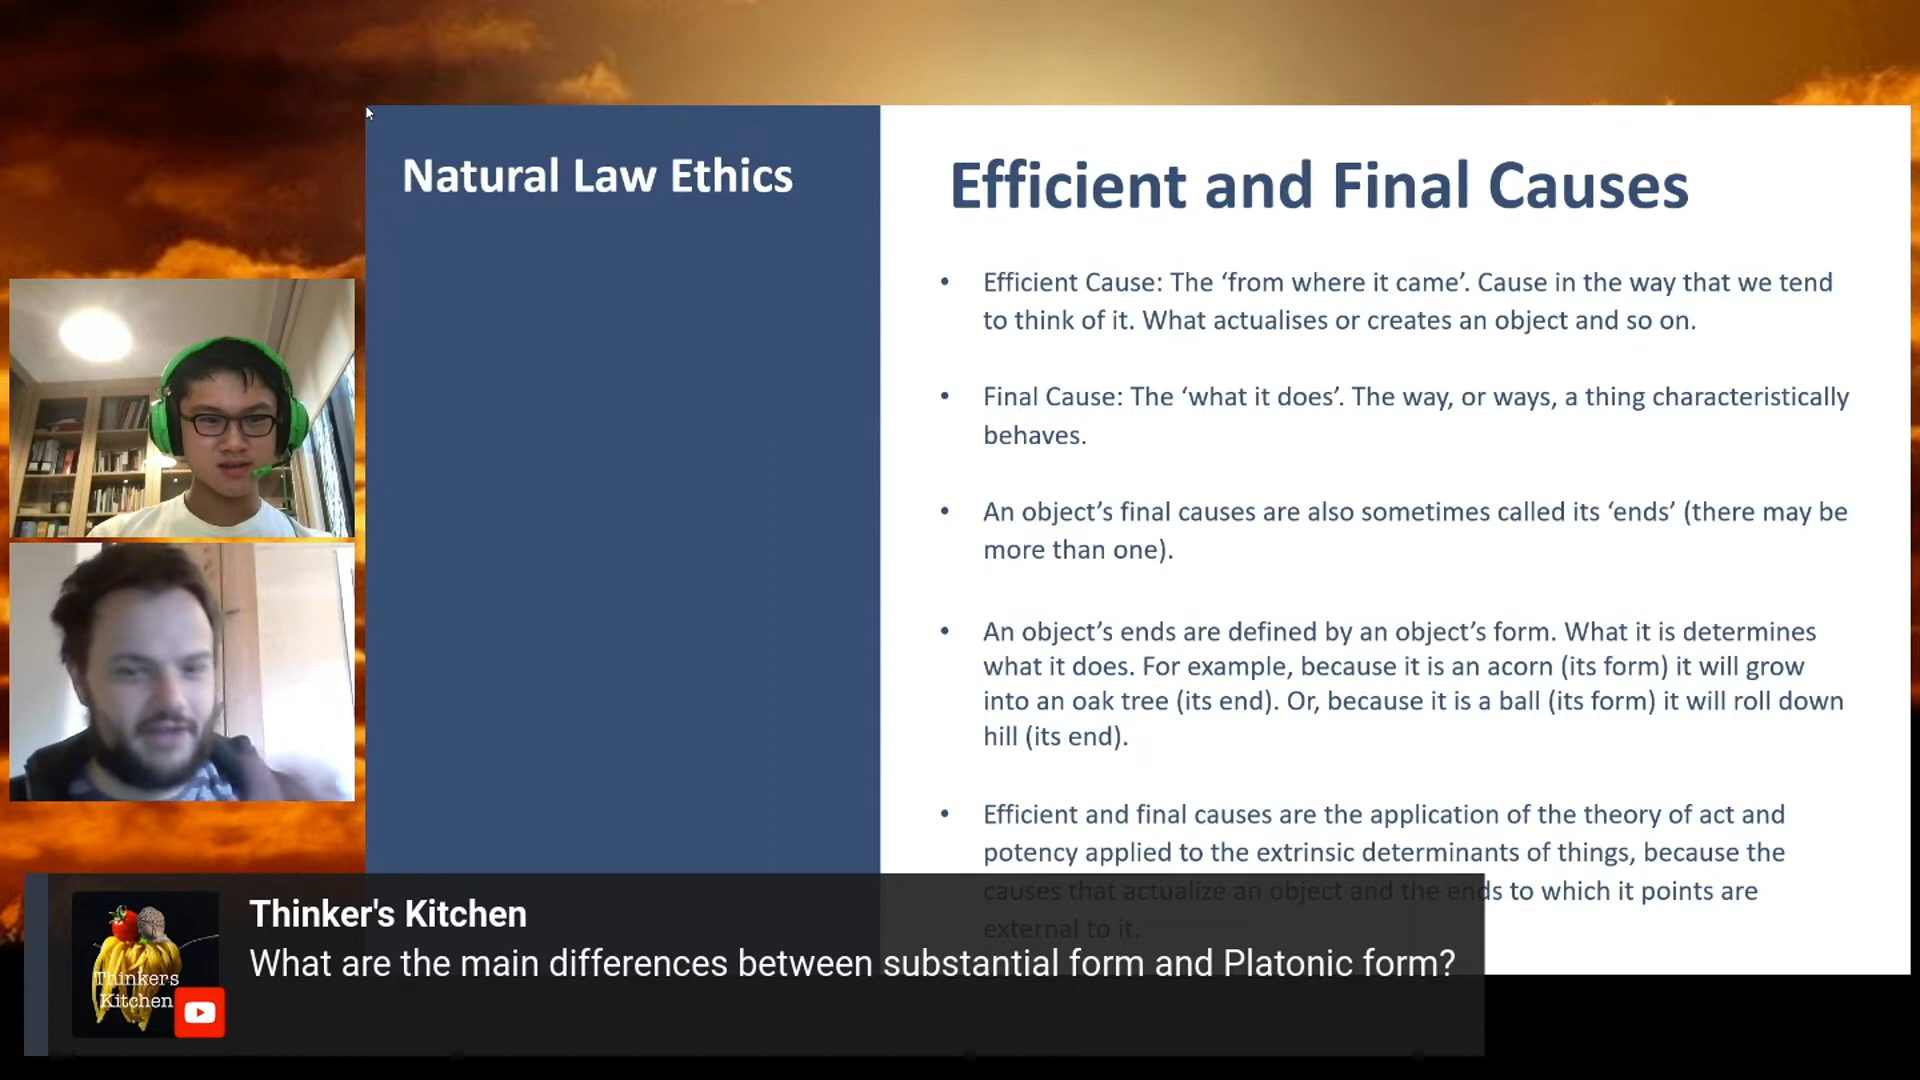 Natural Law Ethics
Efficient and Final Causes
• Efficient Cause: The ‘from where it came’. Cause in the way that we tend
to think of it. What actualises or creates an object and so on.
• Final Cause: The ‘what it does’. The way, or ways, a thing characteristically
behaves.
• An object’s final causes are also sometimes called its ‘ends’ (there may be
more than one).
• An object’s ends are defined by an object’s form. What it is determines
what it does. For example, because it is an acorn (its form) it will grow
into an oak tree (its end). Or, because it is a ball (its form) it will roll down
hill (its end).
• Efficient and final causes are the application of the theory of act and
potency applied to the extrinsic determinants of things, because the
causes that actualize an object and the ends to which it points are
external to it.
Thinker's Kitchen
What are the main differences between substantial form and Platonic form?
Thinkers
Kitchen